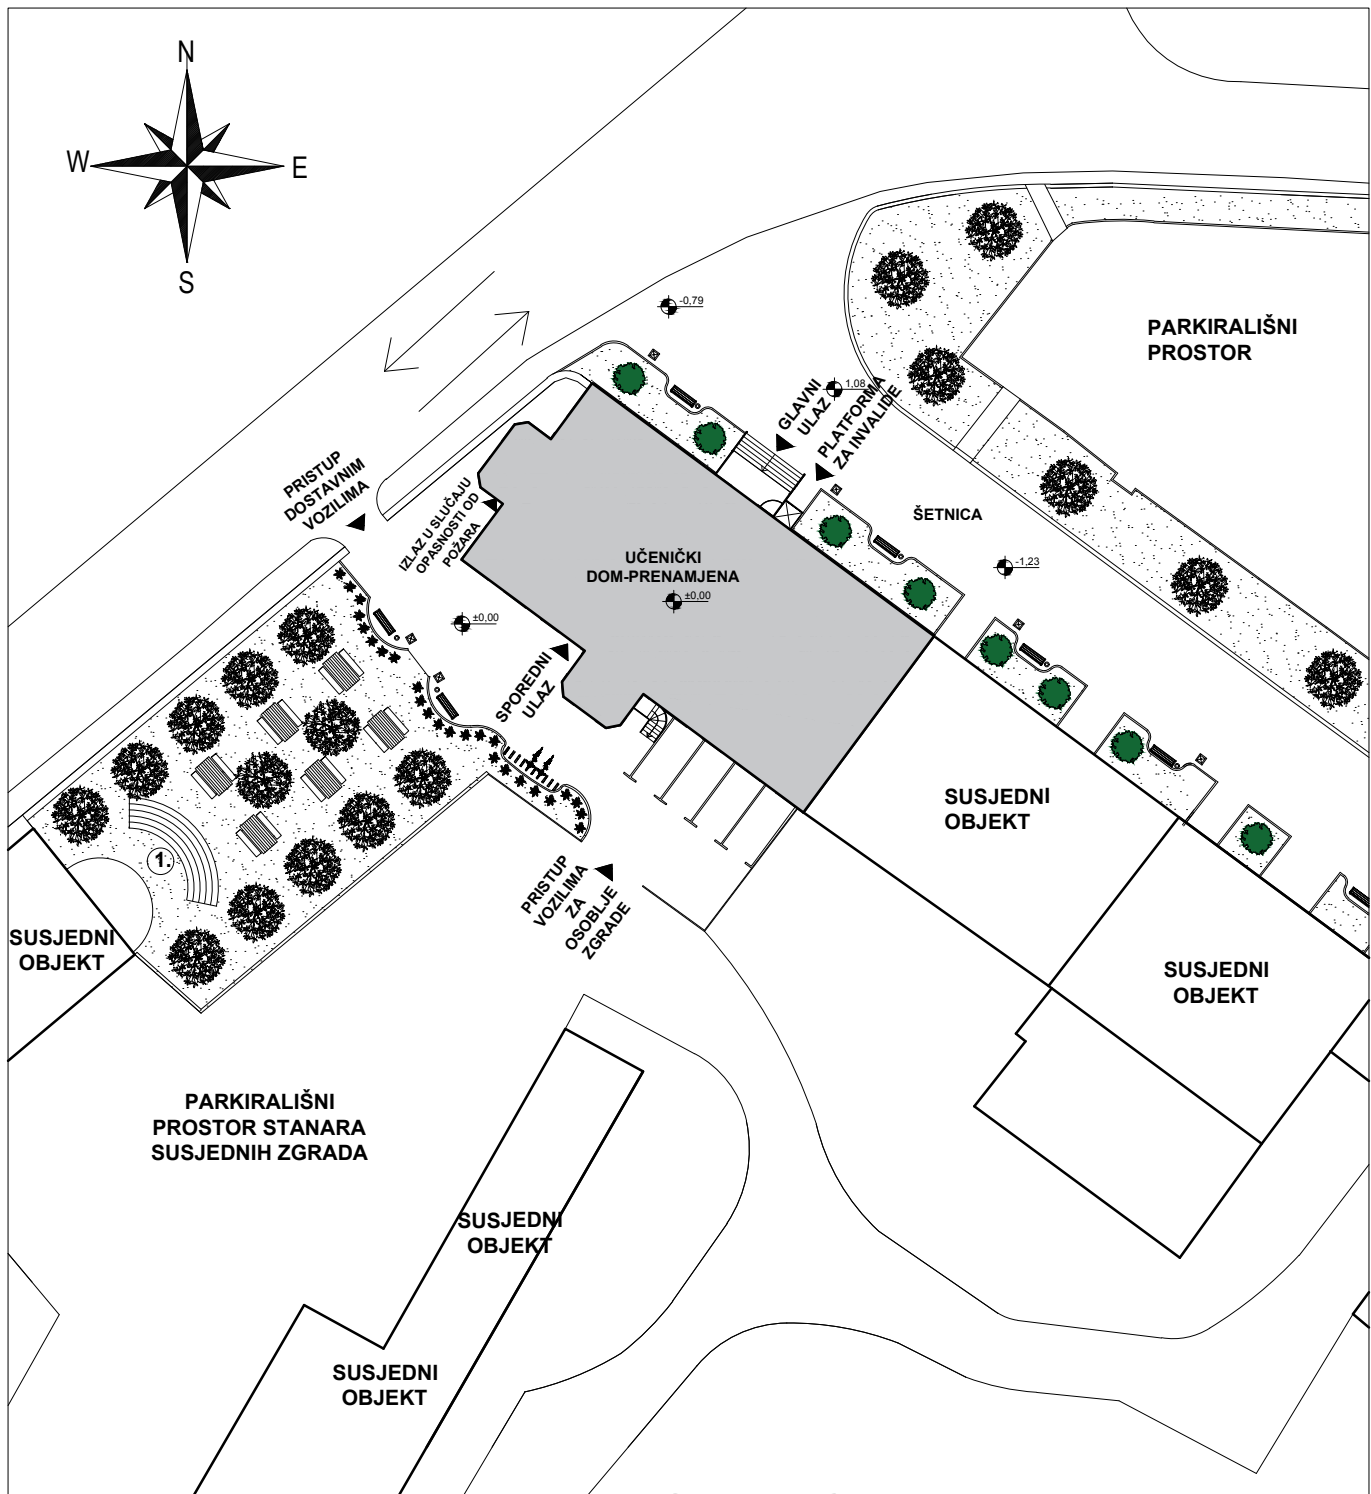 N
W
E
S
-0,79
PARKIRALIŠNI
PROSTOR
GLAVNI
ULAZ
1,08
PLATFORMA
ZA INVALIDE
PRISTUP
DOSTAVNIM
VOZILIMA
IZLAZ U SLUČAJU
OPASNOSTI OD
POŽARA
ŠETNICA
UČENIČKI
DOM-PRENAMJENA
±0,00
-1,23
±0,00
SPOREDNI
ULAZ
SUSJEDNI
OBJEKT
1.
PRISTUP
VOZILIMA
ZA
OSOBLJE
ZGRADE
SUSJEDNI
OBJEKT
SUSJEDNI
OBJEKT
PARKIRALIŠNI
PROSTOR STANARA
SUSJEDNIH ZGRADA
SUSJEDNI
OBJEKT
SUSJEDNI
OBJEKT